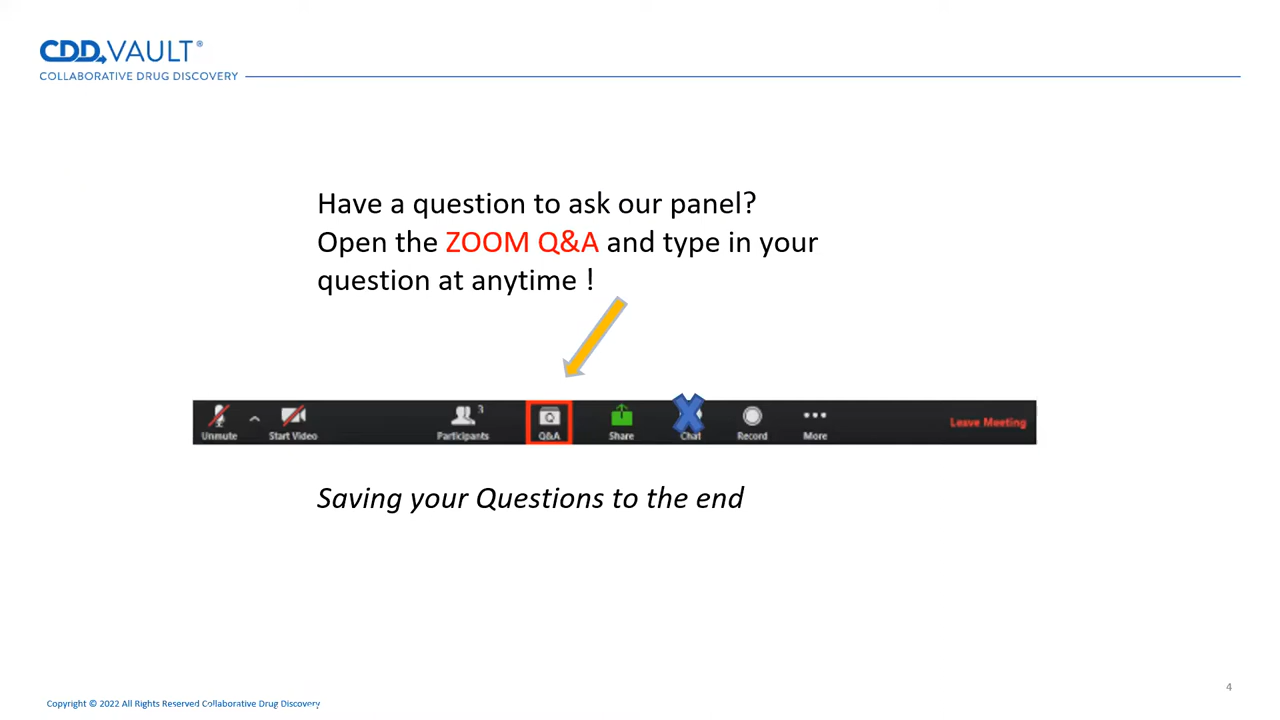 CDD VAULT®
COLLABORATIVE DRUG DISCOVERY
Have a question to ask our panel?
Open the ZOOM Q&A and type in your
question at anytime !
3
Unmute Start Video Participants Q&A Share Chat Record More Leave Meeting
Saving your Questions to the end
4
Copyright © 2022 All Rights Reserved Collaborative Drug Discovery